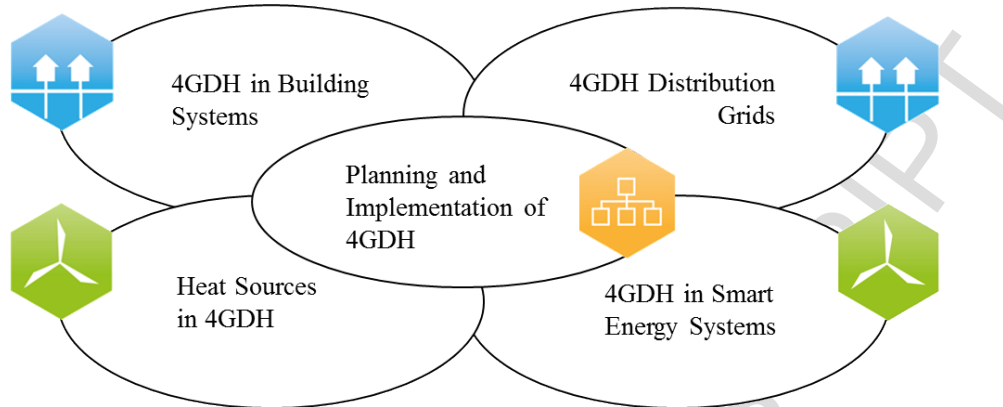 4GDH in Building
Systems
4GDH Distribution
Grids
Planning and
Implementation of
4GDH
Heat Sources
in 4GDH
4GDH in Smart
Energy Systems
IPT